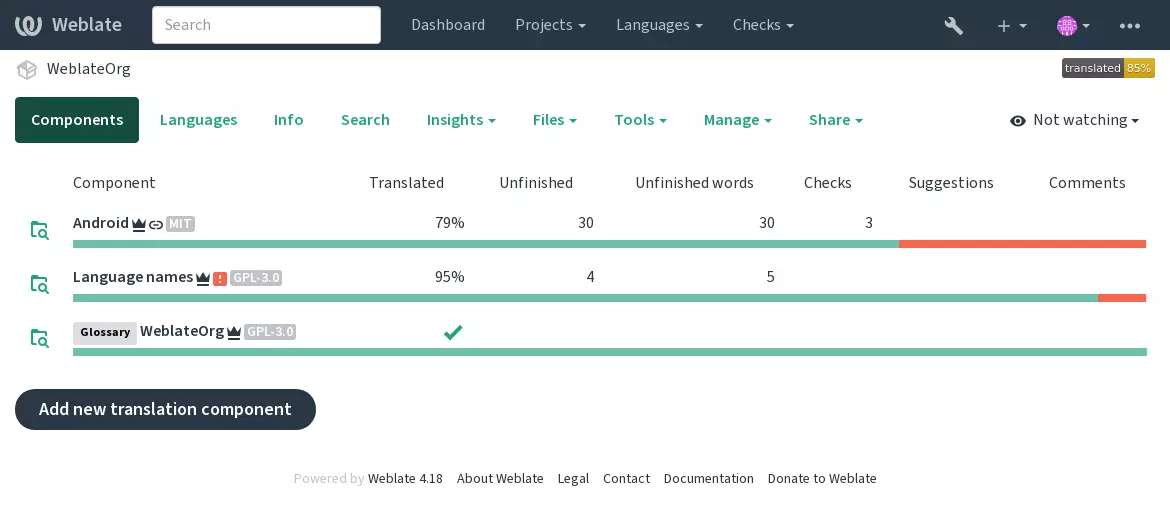 Weblate Search Dashboard Projects Languages Checks
WeblateOrg translated 85%
Components Languages Info Search Insights Files Tools Manage Share Not watching
Component Translated Unfinished Unfinished words Checks Suggestions Comments
Android MIT 79% 30 30 3
Language names GPL-3.0 95% 4 5
Glossary WeblateOrg GPL-3.0
Add new translation component
Powered by Weblate 4.18 About Weblate Legal Contact Documentation Donate to Weblate